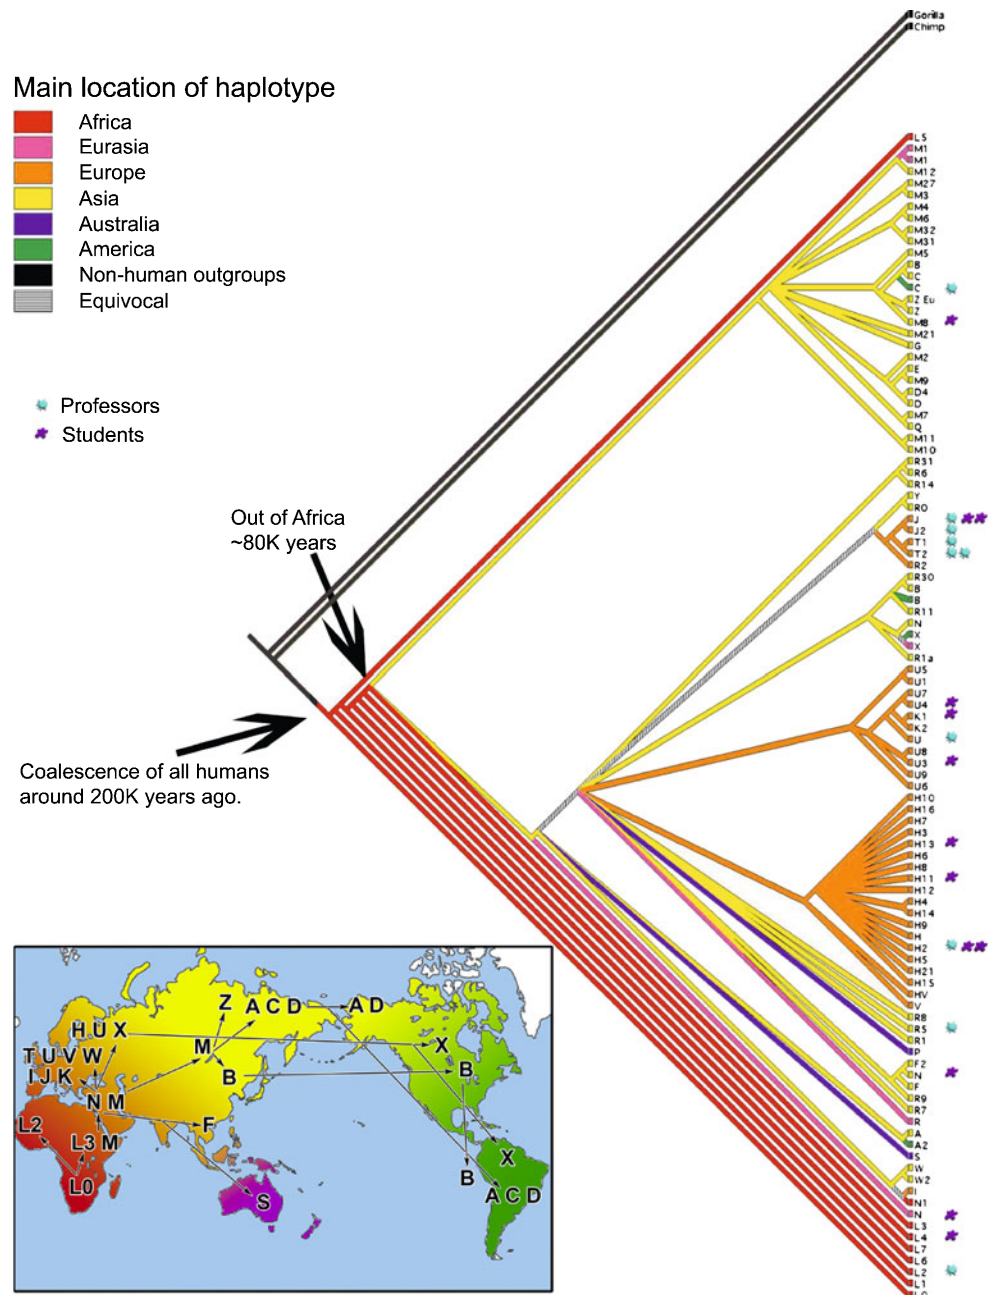 Gorilla
Chimp
Main location of haplotype
Africa
Eurasia
Europe
Asia
Australia
America
Non-human outgroups
Equivocal
Professors
Students
Out of Africa
~80K years
Coalescence of all humans
around 200K years ago.
L5
M1
M1
M12
M27
M3
M4
M6
M32
M31
M5
B
C
C
Z Eu
Z
M8
M21
G
M2
E
M9
D4
D
M7
Q
M11
M10
R31
R6
R14
Y
R0
J
J2
T1
T2
R2
R30
B
B
R11
N
X
X
R1a
U5
U1
U7
U4
K1
K2
U
U8
U3
U9
U6
H10
H16
H7
H3
H13
H6
H8
H11
H12
H4
H14
H9
H
H2
H5
H21
H15
HV
V
R8
R5
R1
P
F2
N
F
R9
R7
R
A
A2
S
W
W2
I
N1
N
L3
L4
L7
L6
L2
L1
Z A C D A D
H U X
T U V W
I J K
M
X
B
B
N M
F
L2
L3 M
L0
S
X
B
A C D